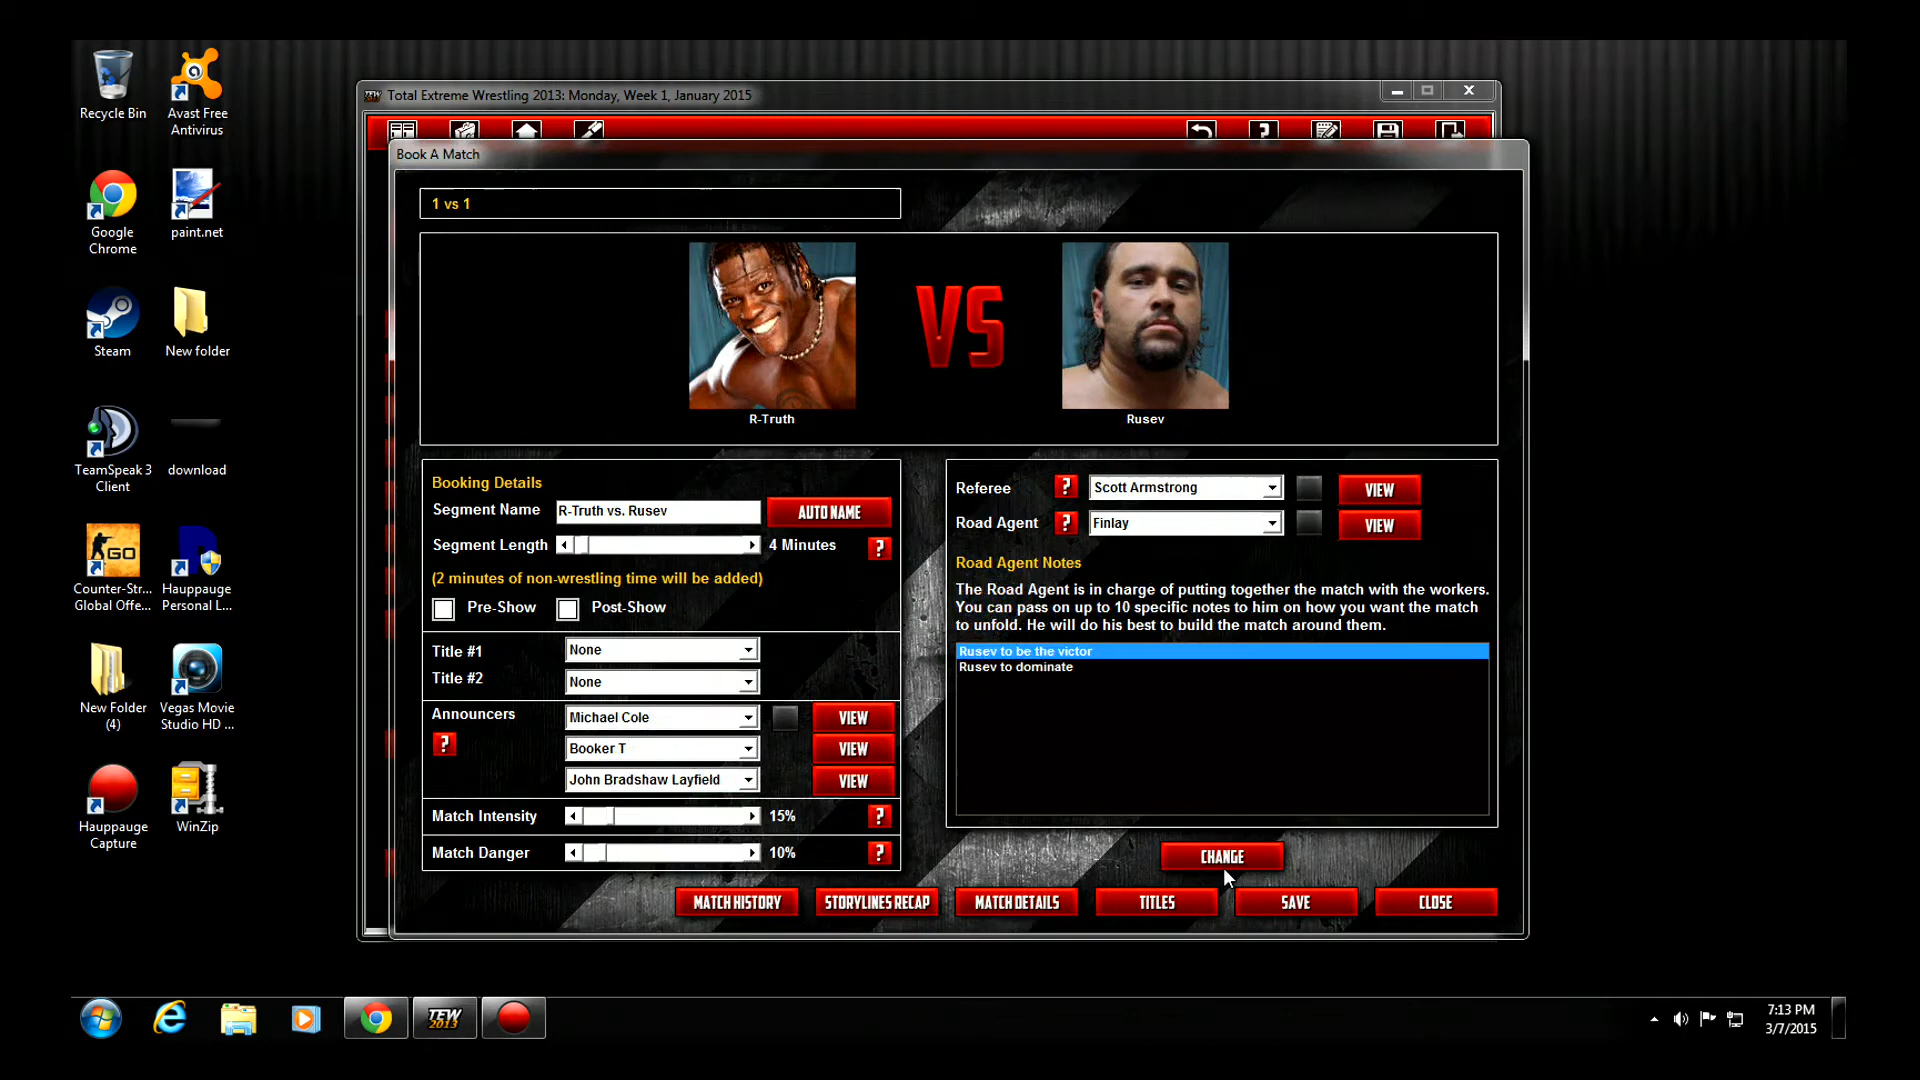 Recycle Bin
Avast Free
Antivirus
Google
Chrome
paint.net
Steam
New folder
TeamSpeak 3
Client
download
Counter-Str...
Global Offe...
Hauppauge
Personal L...
New Folder
(4)
Vegas Movie
Studio HD ...
Hauppauge
Capture
WinZip
Total Extreme Wrestling 2013: Monday, Week 1, January 2015
Book A Match
1 vs 1
VS
R-Truth
Rusev
Booking Details
Segment Name
R-Truth vs. Rusev
AUTO NAME
Segment Length
4 Minutes
?
(2 minutes of non-wrestling time will be added)
Pre-Show
Post-Show
Title #1
None
Title #2
None
Announcers
Michael Cole
VIEW
?
Booker T
VIEW
John Bradshaw Layfield
VIEW
Match Intensity
15%
?
Match Danger
10%
?
Referee
?
Scott Armstrong
VIEW
Road Agent
?
Finlay
VIEW
Road Agent Notes
The Road Agent is in charge of putting together the match with the workers.
You can pass on up to 10 specific notes to him on how you want the match
to unfold. He will do his best to build the match around them.
Rusev to be the victor
Rusev to dominate
CHANGE
MATCH HISTORY
STORYLINES RECAP
MATCH DETAILS
TITLES
SAVE
CLOSE
TEW
2013
7:13 PM
3/7/2015